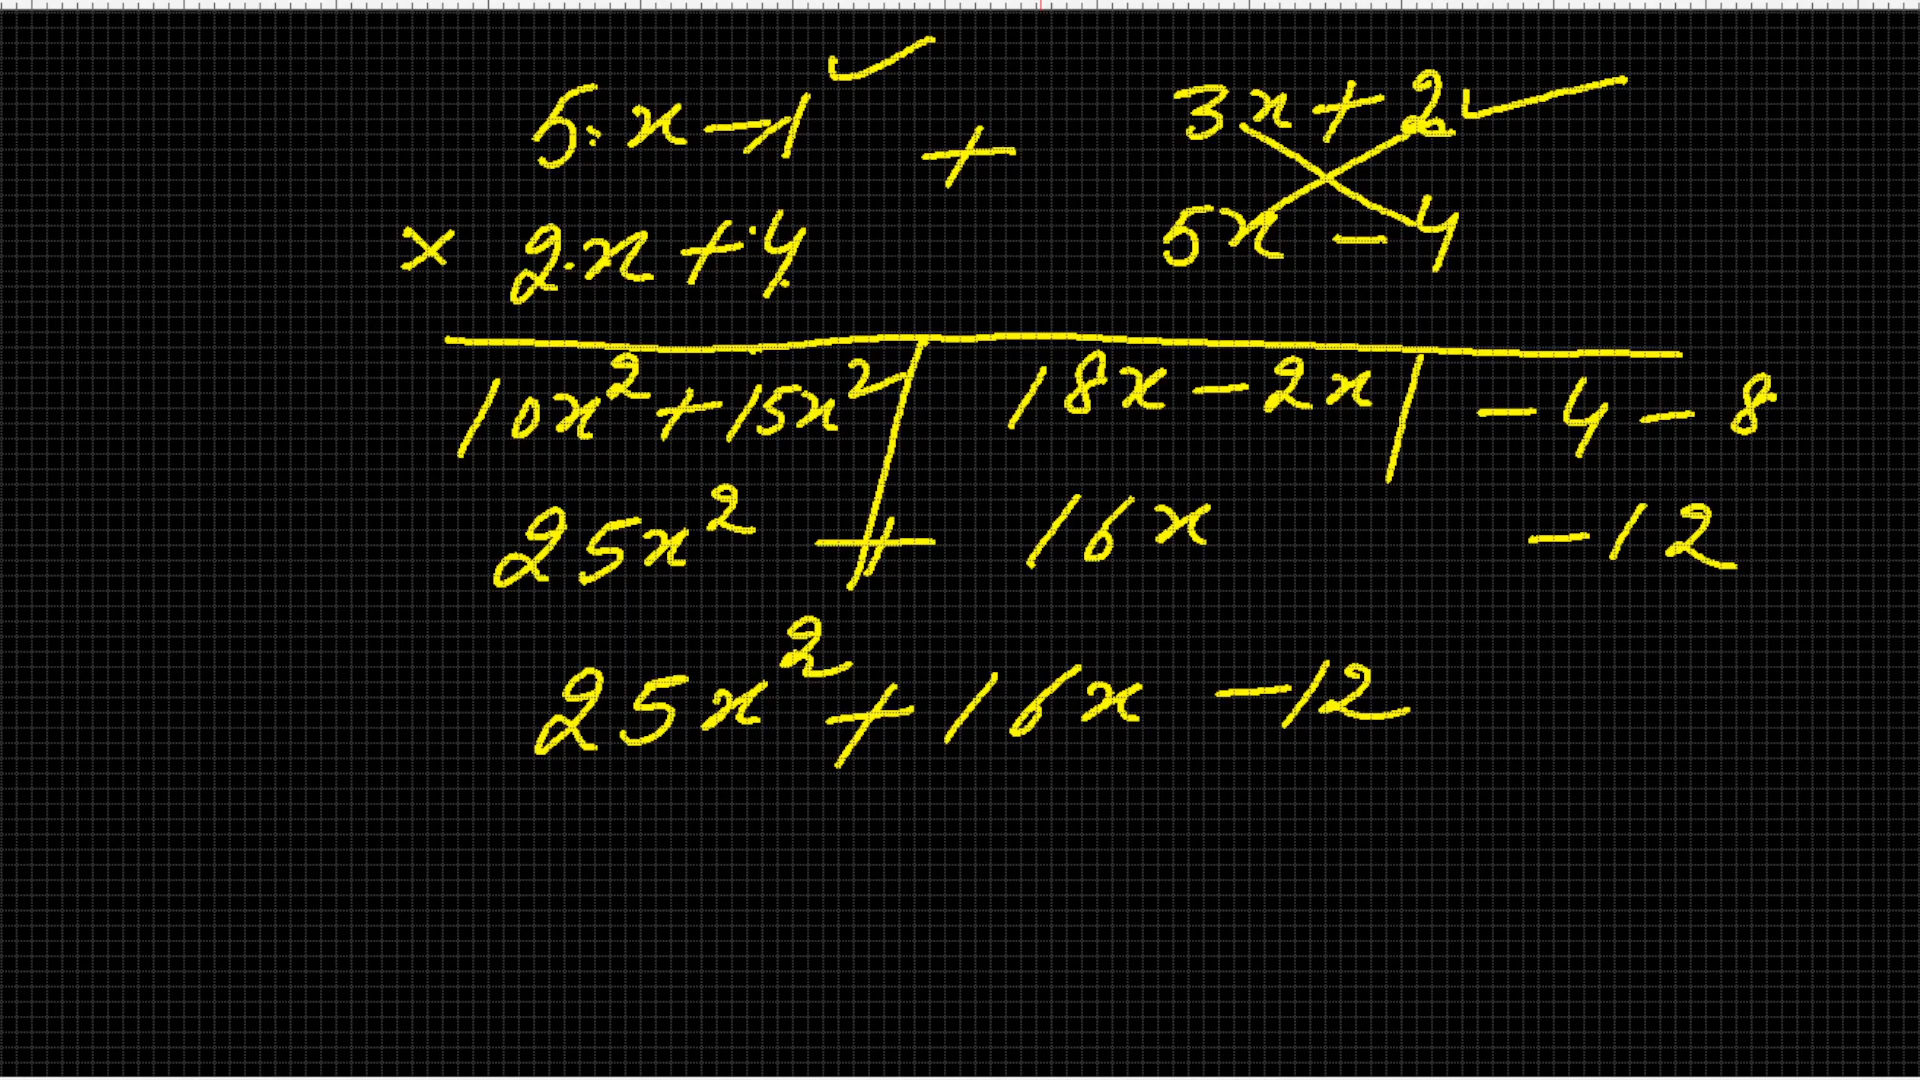 5x - 1 + 3x + 2
× 2x + 4 5x - 4
10x² + 15x² / 18x - 2x / - 4 - 8
25x² + 16x - 12
25x² + 16x - 12